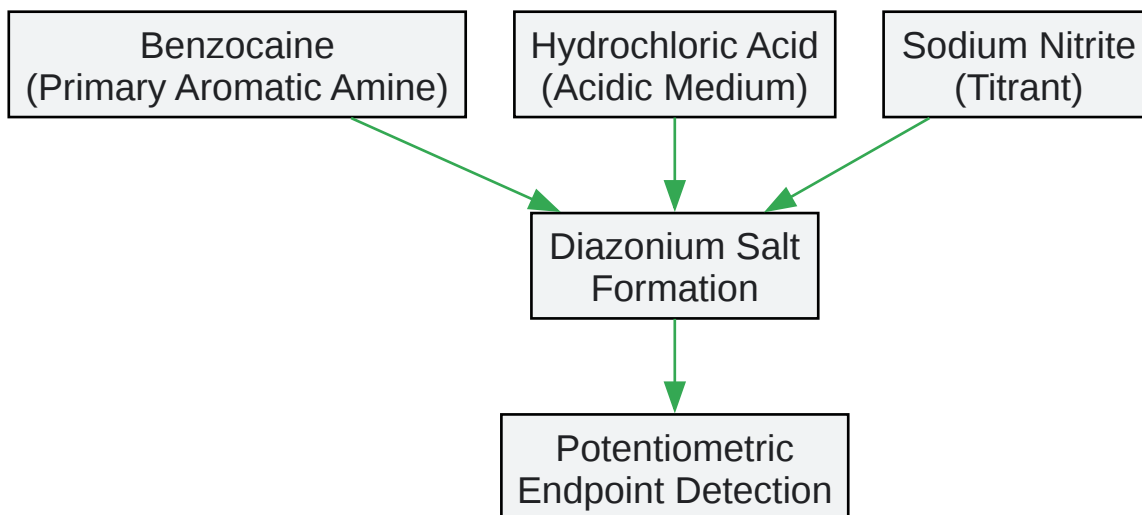 Benzocaine
(Primary Aromatic Amine)
Hydrochloric Acid
(Acidic Medium)
Sodium Nitrite
(Titrant)
Diazonium Salt
Formation
Potentiometric
Endpoint Detection